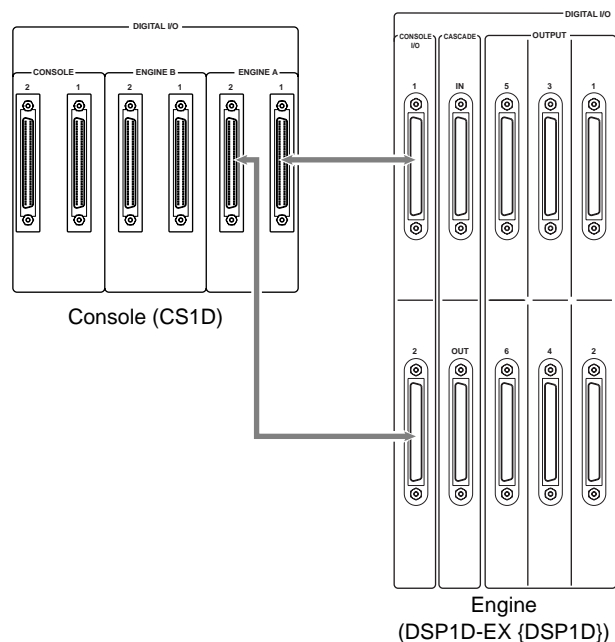 DIGITAL I/O
CONSOLE ENGINE B ENGINE A
2 1 2 1 2 1
Console (CS1D)
DIGITAL I/O
CONSOLE I/O CASCADE OUTPUT
1 IN 5 3 1
2 OUT 6 4 2
Engine
(DSP1D-EX {DSP1D})